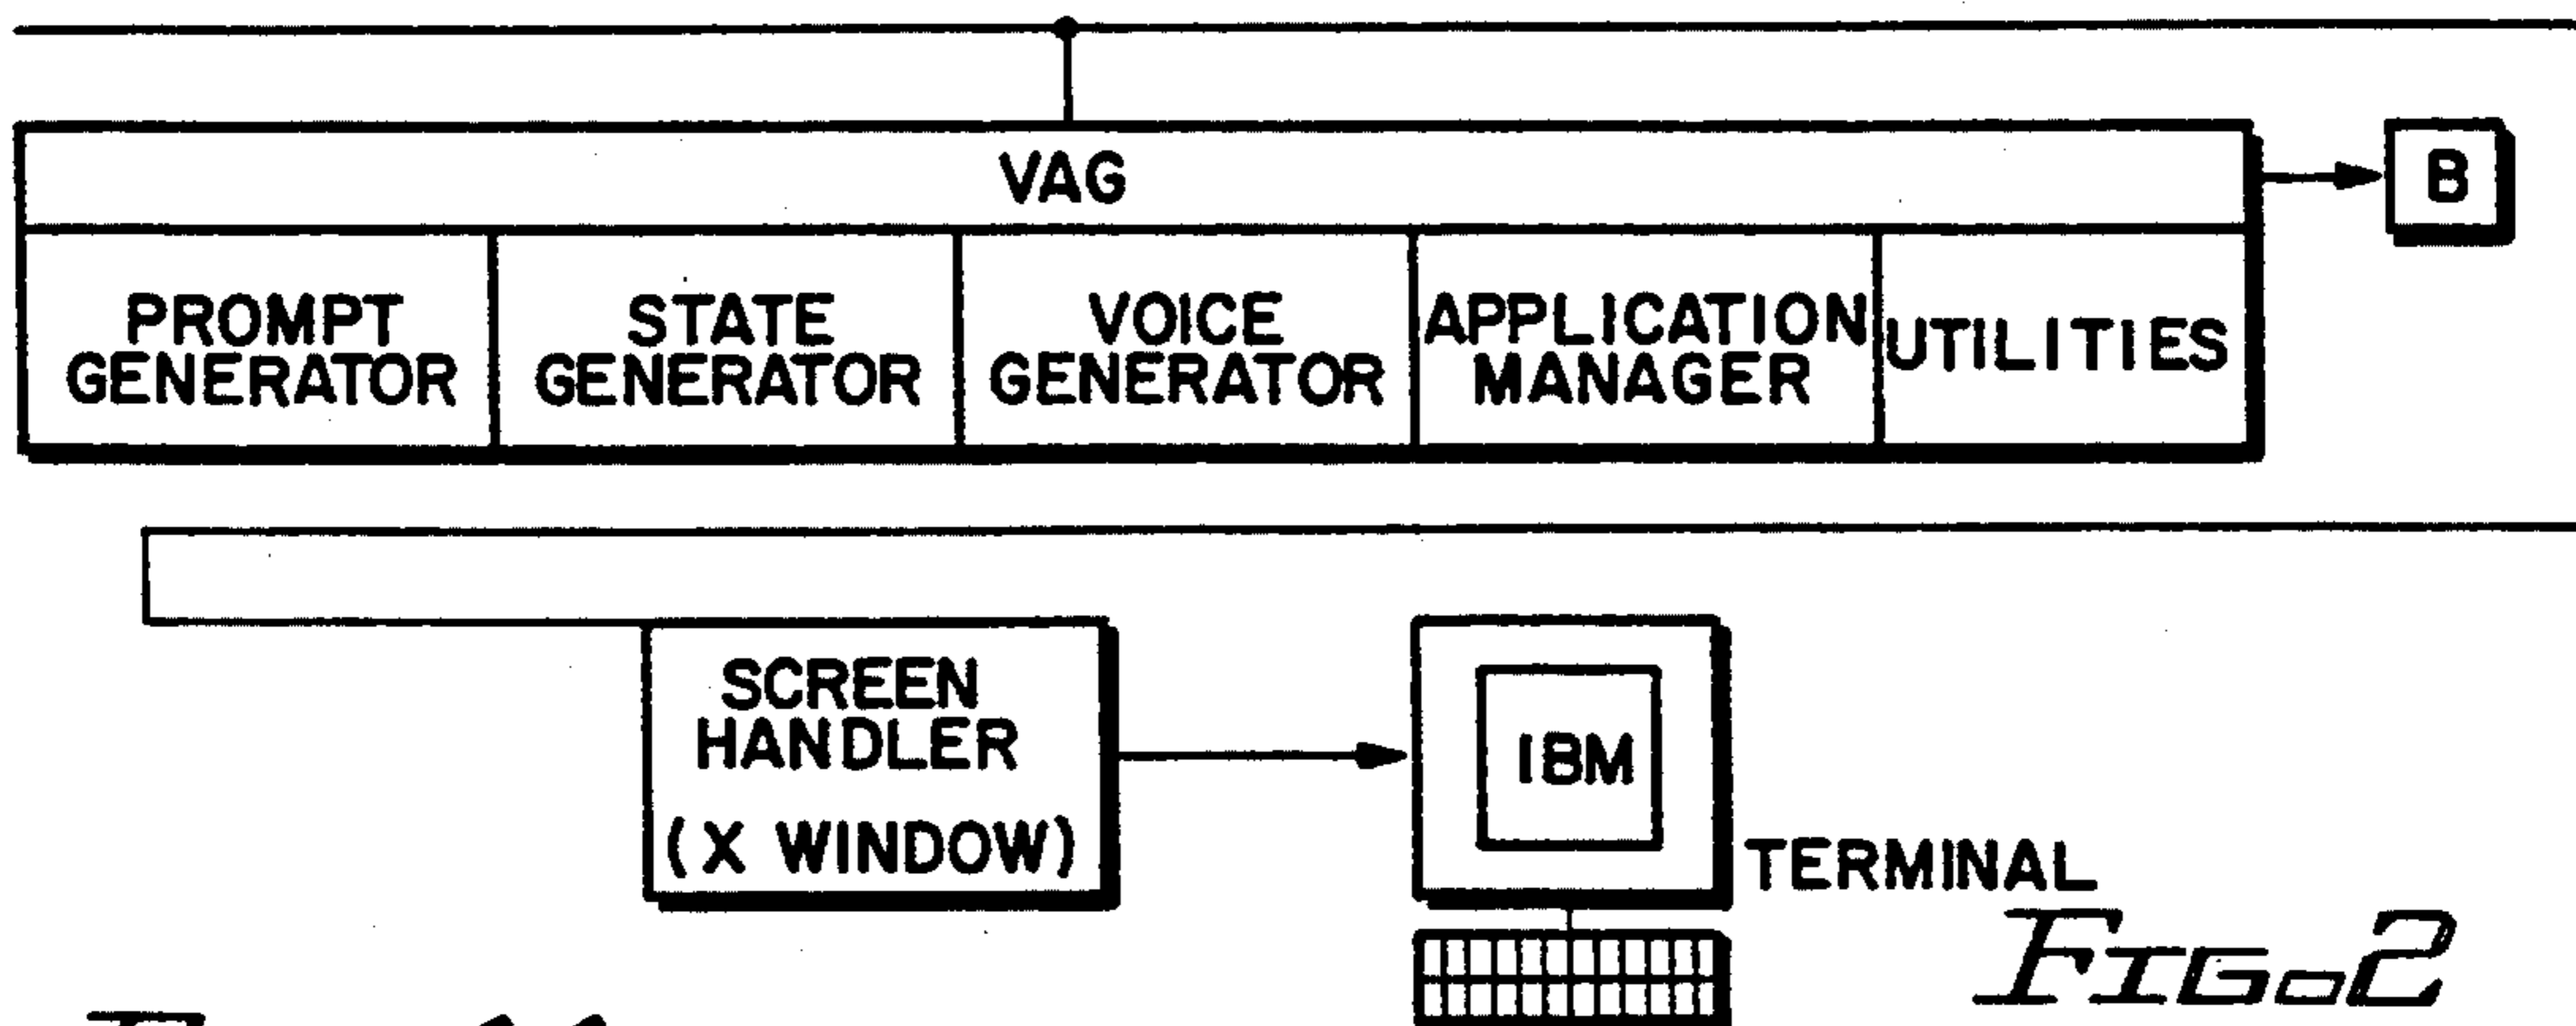 VAG
B
PROMPT
GENERATOR
STATE
GENERATOR
VOICE
GENERATOR
APPLICATION
MANAGER
UTILITIES
SCREEN
HANDLER
(X WINDOW)
IBM
TERMINAL
FIG. 2